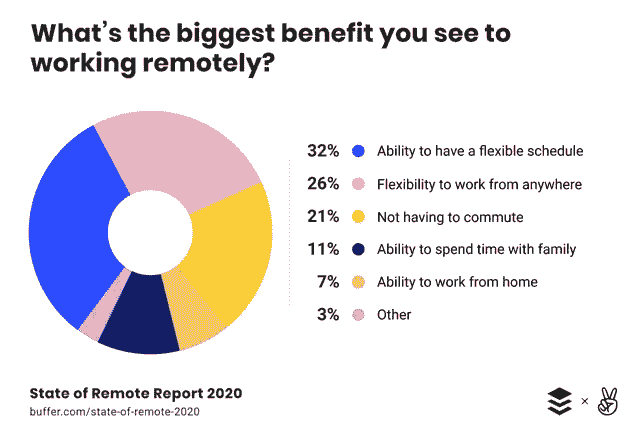 What's the biggest benefit you see to
working remotely?
32% Ability to have a flexible schedule
26% Flexibility to work from anywhere
21% Not having to commute
11% Ability to spend time with family
7% Ability to work from home
3% Other
State of Remote Report 2020
buffer.com/state-of-remote-2020
×